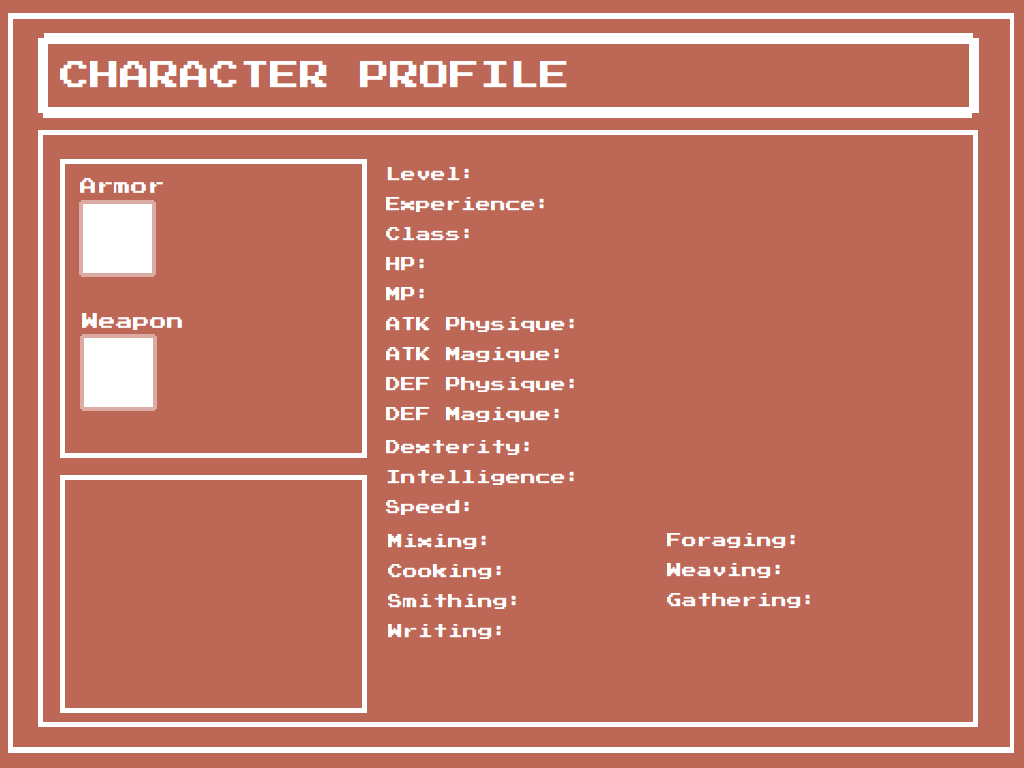 CHARACTER PROFILE
Armor
Weapon
Level:
Experience:
Class:
HP:
MP:
ATK Physique:
ATK Magique:
DEF Physique:
DEF Magique:
Dexterity:
Intelligence:
Speed:
Mixing:
Cooking:
Smithing:
Writing:
Foraging:
Weaving:
Gathering: